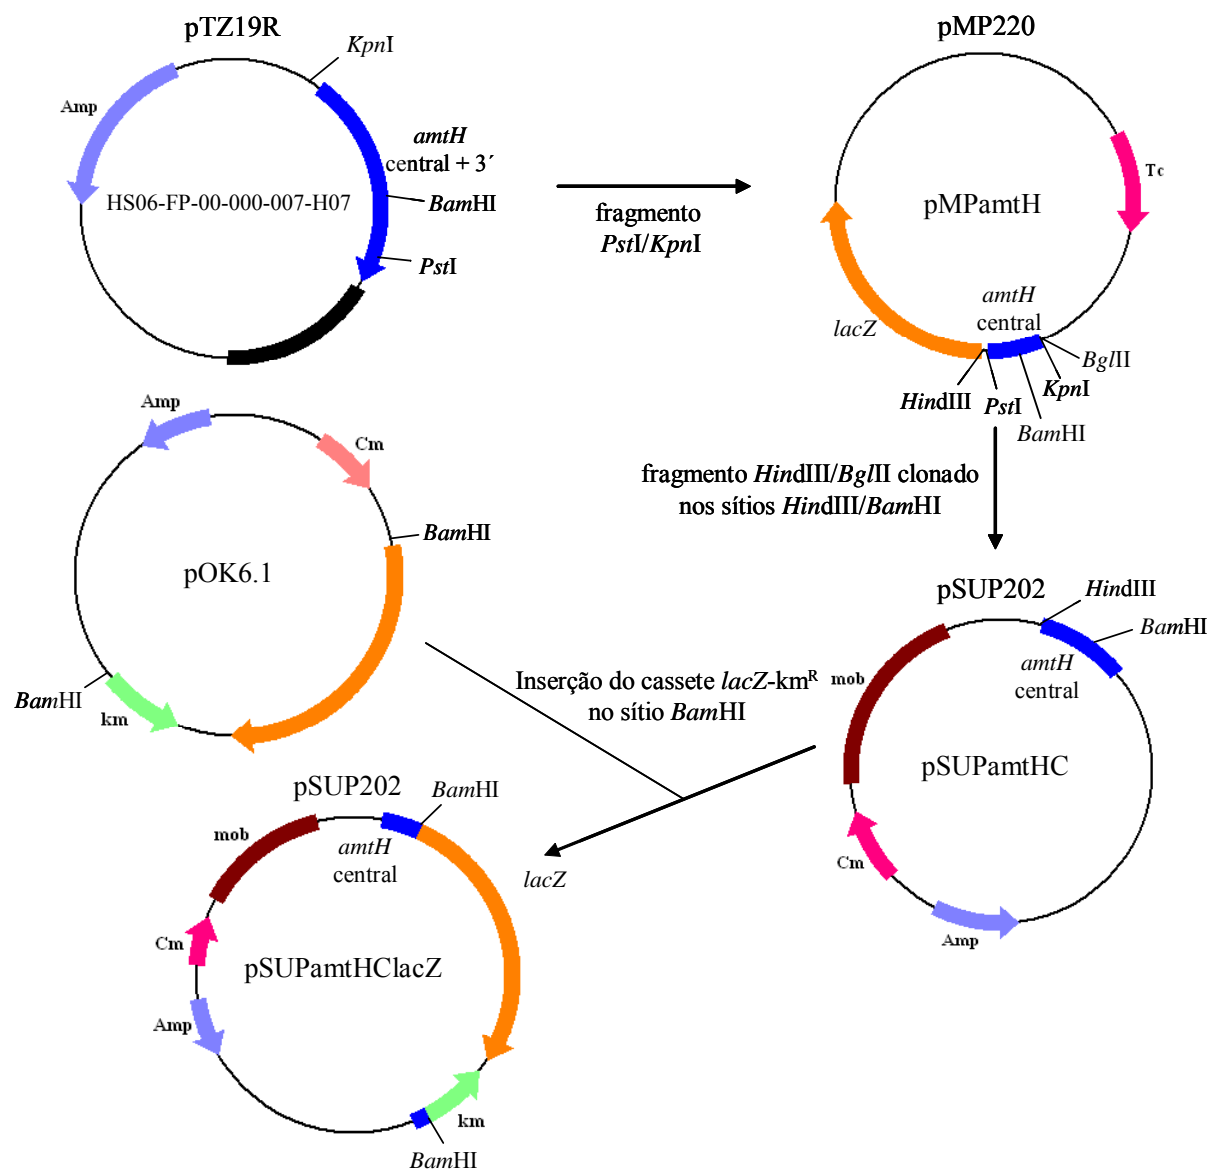 pTZ19R
KpnI
Amp
amtH
central + 3´
HS06-FP-00-000-007-H07
BamHI
PstI
fragmento
PstI/KpnI
pMP220
Tc
pMPamtH
amtH
central
lacZ
BglII
KpnI
HindIII
PstI
BamHI
fragmento HindIII/BglII clonado
nos sítios HindIII/BamHI
Amp
Cm
BamHI
pOK6.1
BamHI
km
Inserção do cassete lacZ-kmᴿ
no sítio BamHI
pSUP202
HindIII
BamHI
amtH
central
mob
pSUPamtHC
Cm
Amp
pSUP202
BamHI
mob
amtH
central
lacZ
Cm
pSUPamtHClacZ
Amp
km
BamHI